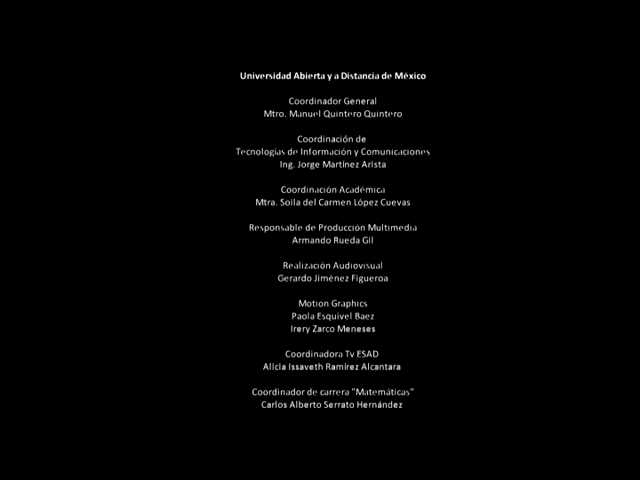 Universidad Abierta y a Distancia de México
Coordinador General
Mtro. Manuel Quintero Quintero
Coordinación de
Tecnologías de Información y Comunicaciones
Ing. Jorge Martínez Arista
Coordinación Académica
Mtra. Soila del Carmen López Cuevas
Responsable de Producción Multimedia
Armando Rueda Gil
Realización Audiovisual
Gerardo Jiménez Figueroa
Motion Graphics
Paola Esquivel Baez
Irery Zarco Meneses
Coordinadora Tv ESAD
Alicia Issaveth Ramírez Alcantara
Coordinador de carrera "Matemáticas"
Carlos Alberto Serrato Hernández